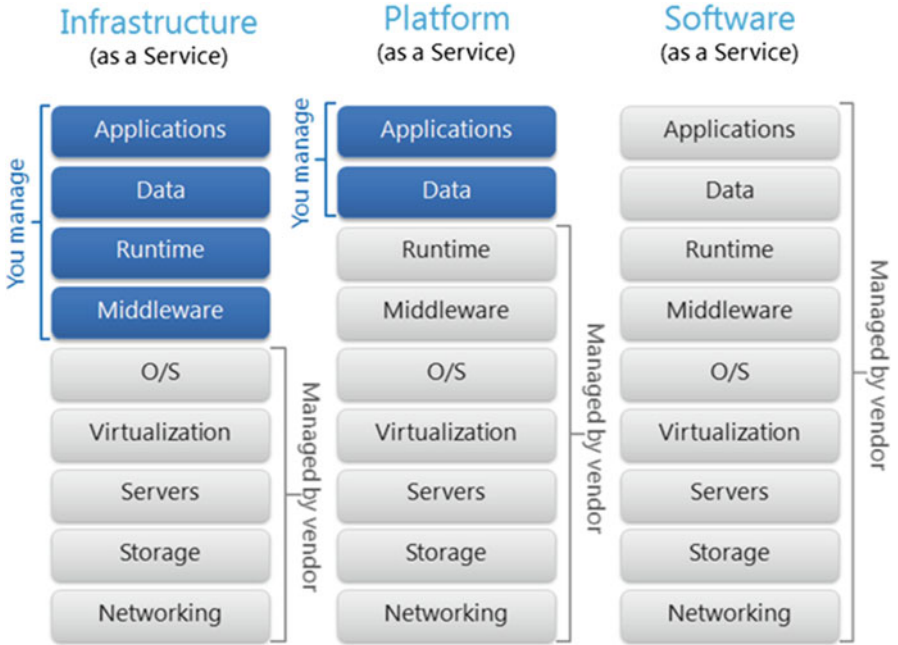 Infrastructure
(as a Service)
You manage
Applications
Data
Runtime
Middleware
O/S
Virtualization
Servers
Storage
Networking
Managed by vendor
Platform
(as a Service)
You manage
Applications
Data
Runtime
Middleware
O/S
Virtualization
Servers
Storage
Networking
Managed by vendor
Software
(as a Service)
Applications
Data
Runtime
Middleware
O/S
Virtualization
Servers
Storage
Networking
Managed by vendor